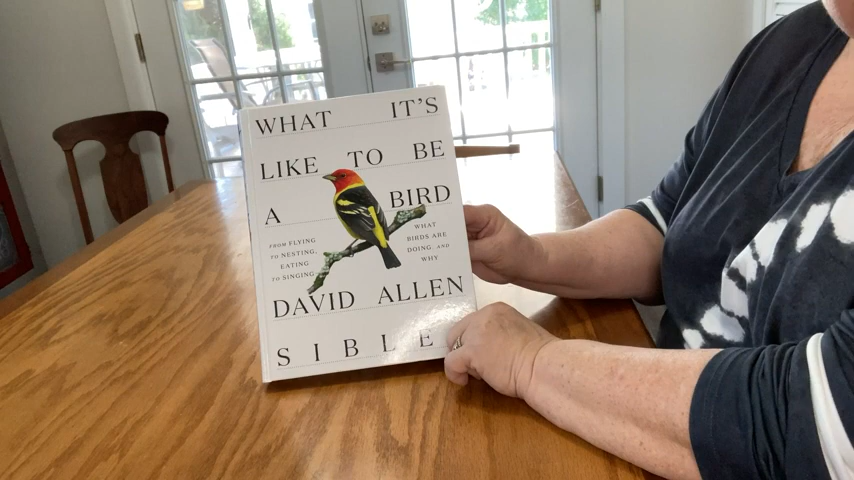 WHAT IT'S
LIKE TO BE
A BIRD
FROM FLYING
TO NESTING,
EATING
TO SINGING
WHAT
BIRDS ARE
DOING, AND
WHY
DAVID ALLEN
SIBLE